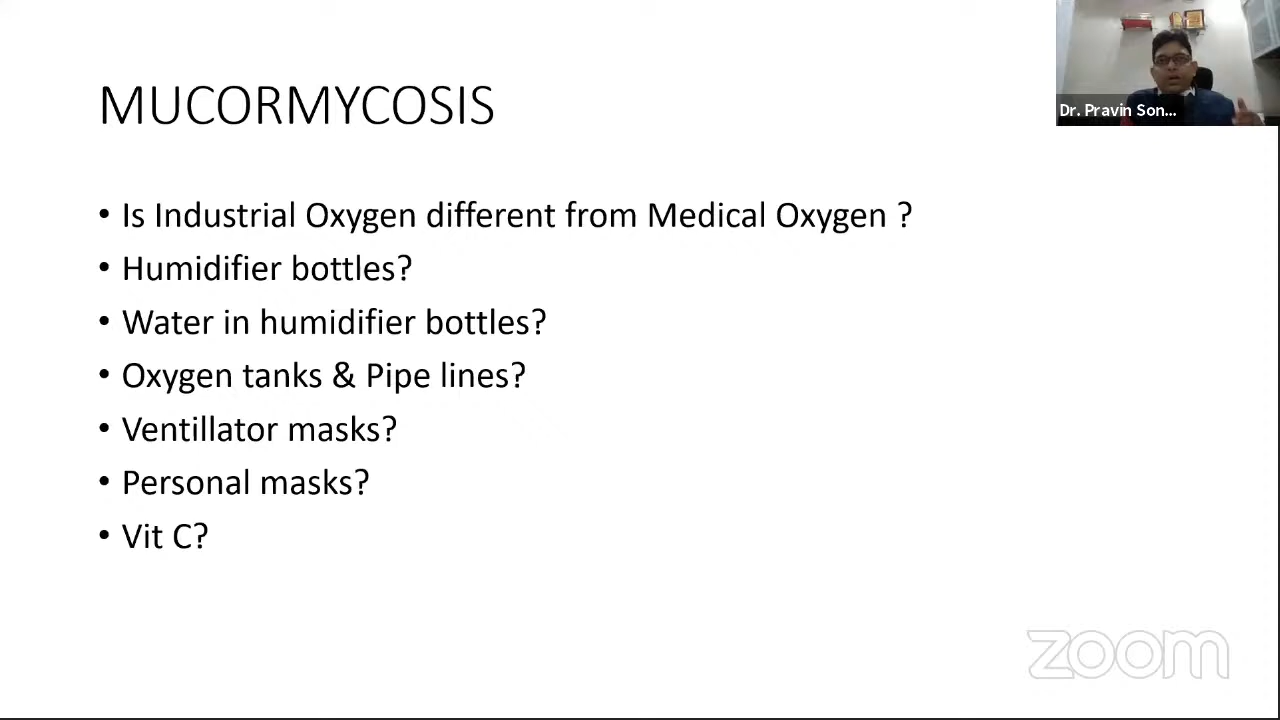 MUCORMYCOSIS
Dr. Pravin Son...
• Is Industrial Oxygen different from Medical Oxygen ?
• Humidifier bottles?
• Water in humidifier bottles?
• Oxygen tanks & Pipe lines?
• Ventillator masks?
• Personal masks?
• Vit C?
zoom